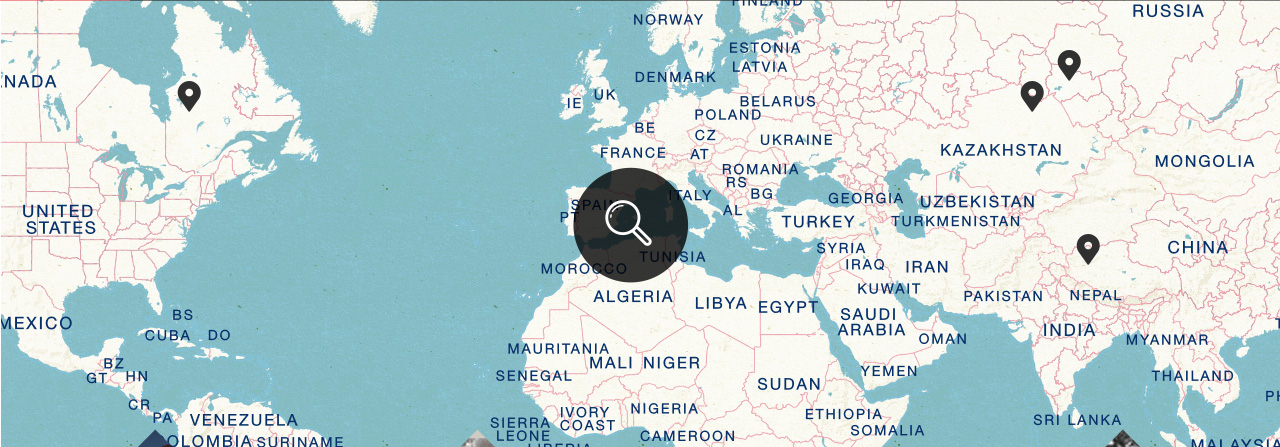 FINLAND
NORWAY
RUSSIA
ESTONIA
LATVIA
NADA
DENMARK
IE
UK
BELARUS
POLAND
BE
CZ
UKRAINE
FRANCE
AT
KAZAKHSTAN
MONGOLIA
ROMANIA
RS
ITALY
BG
SPAIN
PT
AL
GEORGIA
UZBEKISTAN
UNITED
STATES
TURKEY
TURKMENISTAN
SYRIA
CHINA
TUNISIA
MOROCCO
IRAQ
IRAN
ALGERIA
LIBYA
EGYPT
KUWAIT
PAKISTAN
NEPAL
MEXICO
BS
CUBA
DO
SAUDI
ARABIA
OMAN
INDIA
MYANMAR
MAURITANIA
MALI
NIGER
BZ
GT
HN
SENEGAL
SUDAN
YEMEN
THAILAND
PH
CR
PA
VENEZUELA
IVORY
COAST
NIGERIA
ETHIOPIA
SOMALIA
SRI LANKA
SIERRA
LEONE
LIBERIA
CAMEROON
OLOMBIA
SURINAME
MALAYSIA